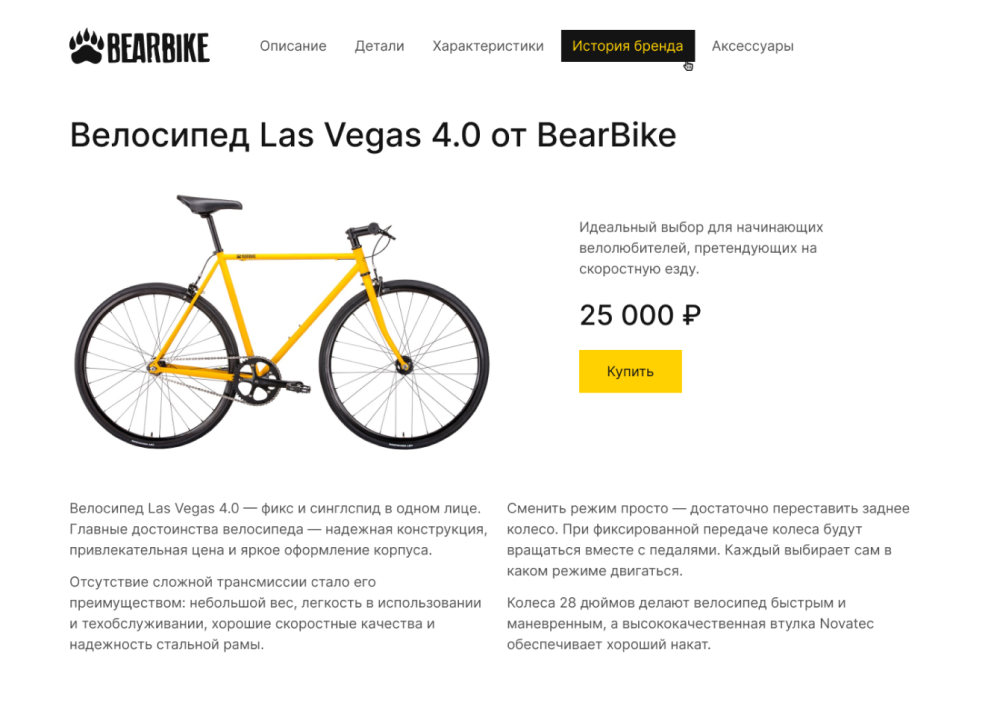 BEARBIKE
Описание Детали Характеристики История бренда Аксессуары
Велосипед Las Vegas 4.0 от BearBike
Идеальный выбор для начинающих
велолюбителей, претендующих на
скоростную езду.
25 000 ₽
Купить
Велосипед Las Vegas 4.0 — фикс и синглспид в одном лице.
Главные достоинства велосипеда — надежная конструкция,
привлекательная цена и яркое оформление корпуса.
Отсутствие сложной трансмиссии стало его
преимуществом: небольшой вес, легкость в использовании
и техобслуживании, хорошие скоростные качества и
надежность стальной рамы.
Сменить режим просто — достаточно переставить заднее
колесо. При фиксированной передаче колеса будут
вращаться вместе с педалями. Каждый выбирает сам в
каком режиме двигаться.
Колеса 28 дюймов делают велосипед быстрым и
маневренным, а высококачественная втулка Novatec
обеспечивает хороший накат.